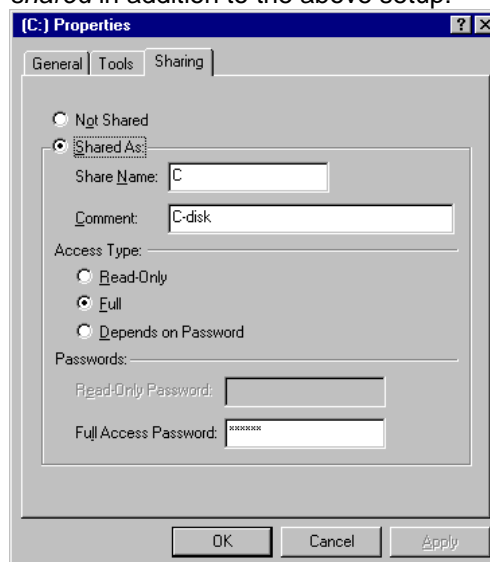 shared in addition to the above setup.
(C:) Properties
General Tools Sharing
Not Shared
Shared As:
Share Name: C
Comment: C-disk
Access Type:
Read-Only
Full
Depends on Password
Passwords:
Read-Only Password:
Full Access Password: ××××××
OK Cancel Apply